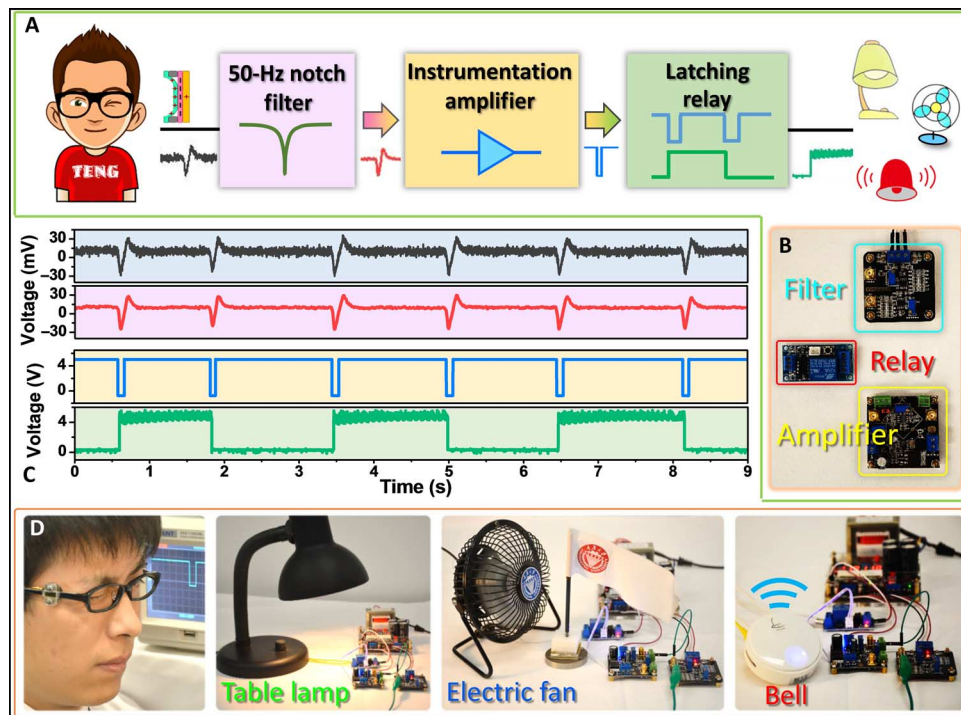 A
TENG
50-Hz notch
filter
Instrumentation
amplifier
Latching
relay
Voltage (mV)
30
0
−30
30
0
−30
Voltage (V)
4
0
4
0
0 1 2 3 4 5 6 7 8 9
Time (s)
C
B
Filter
Relay
Amplifier
D
Table lamp
Electric fan
Bell